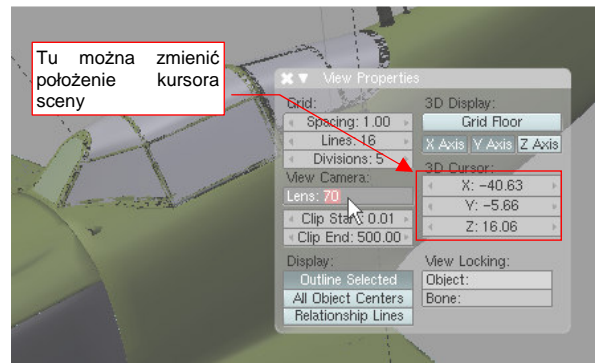 Tu można zmienić
położenie kursora
sceny
View Properties
Grid:
Spacing: 1.00
Lines: 16
Divisions: 5
View Camera:
Lens: 70
Clip Start: 0.01
Clip End: 500.00
Display:
Outline Selected
All Object Centers
Relationship Lines
3D Display:
Grid Floor
X Axis Y Axis Z Axis
3D Cursor:
X: -40.63
Y: -5.66
Z: 16.06
View Locking:
Object:
Bone: